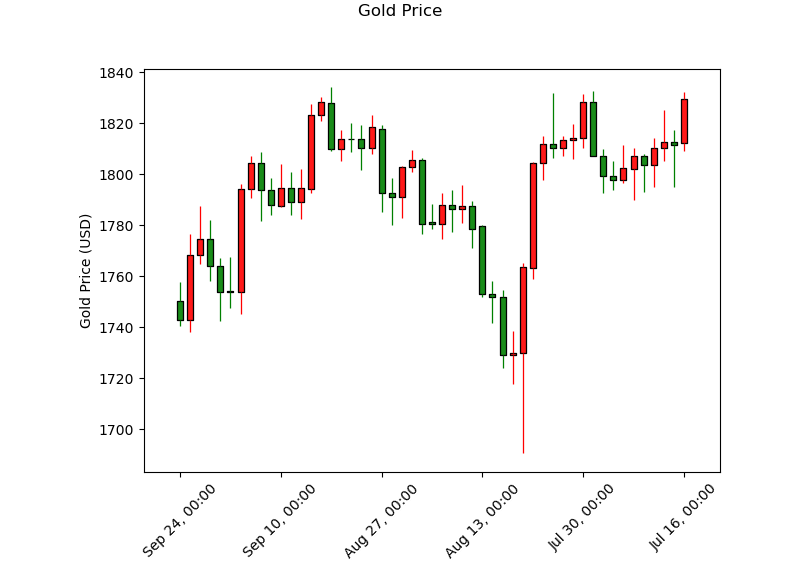 Gold Price
Gold Price (USD)
1840
1820
1800
1780
1760
1740
1720
1700
Sep 24, 00:00
Sep 10, 00:00
Aug 27, 00:00
Aug 13, 00:00
Jul 30, 00:00
Jul 16, 00:00